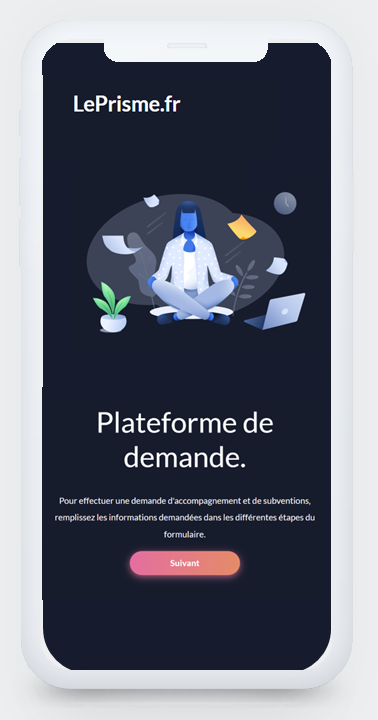 LePrisme.fr
Plateforme de
demande.
Pour effectuer une demande d'accompagnement et de subventions,
remplissez les informations demandées dans les différentes étapes du
formulaire.
Suivant